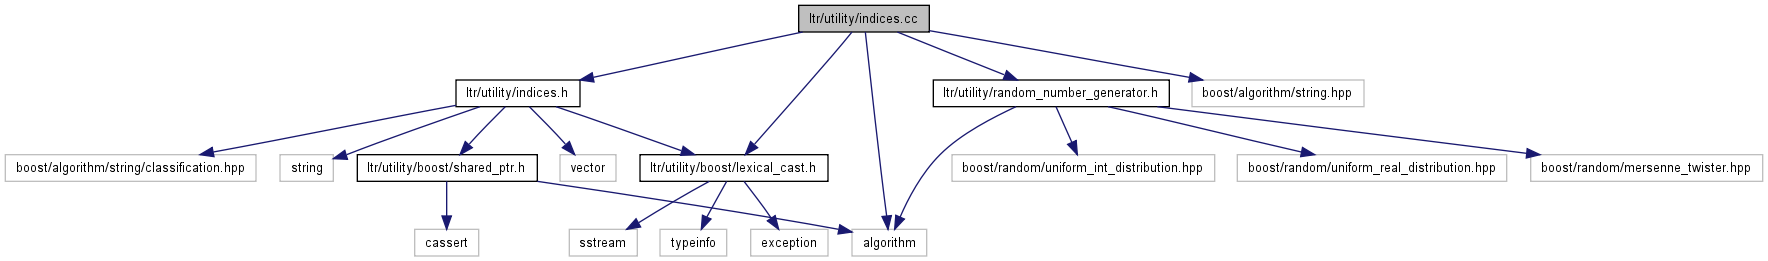 ltr/utility/indices.cc
ltr/utility/indices.h
ltr/utility/random_number_generator.h
boost/algorithm/string.hpp
boost/algorithm/string/classification.hpp
string
ltr/utility/boost/shared_ptr.h
vector
ltr/utility/boost/lexical_cast.h
boost/random/uniform_int_distribution.hpp
boost/random/uniform_real_distribution.hpp
boost/random/mersenne_twister.hpp
cassert
sstream
typeinfo
exception
algorithm